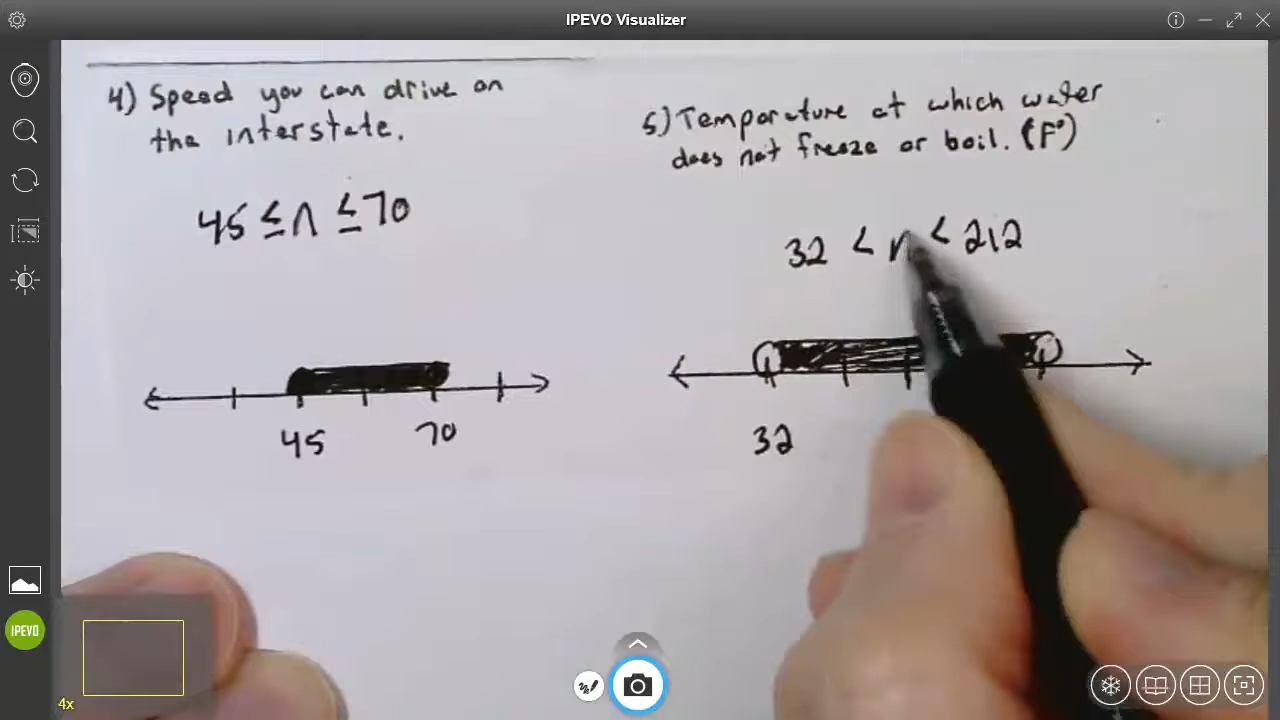 IPEVO Visualizer
4) Speed you can drive on
the interstate.
45 ≤ n ≤ 70
45 70
5) Temperature at which water
does not freeze or boil. (F°)
32 < n < 212
32
IPEVO
4x